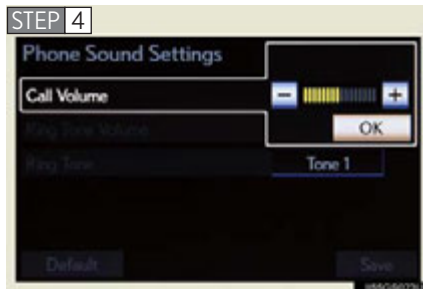 STEP 4
Phone Sound Settings
Call Volume
- +
OK
Ring Tone Volume
Ring Tone
Tone 1
Default
Save